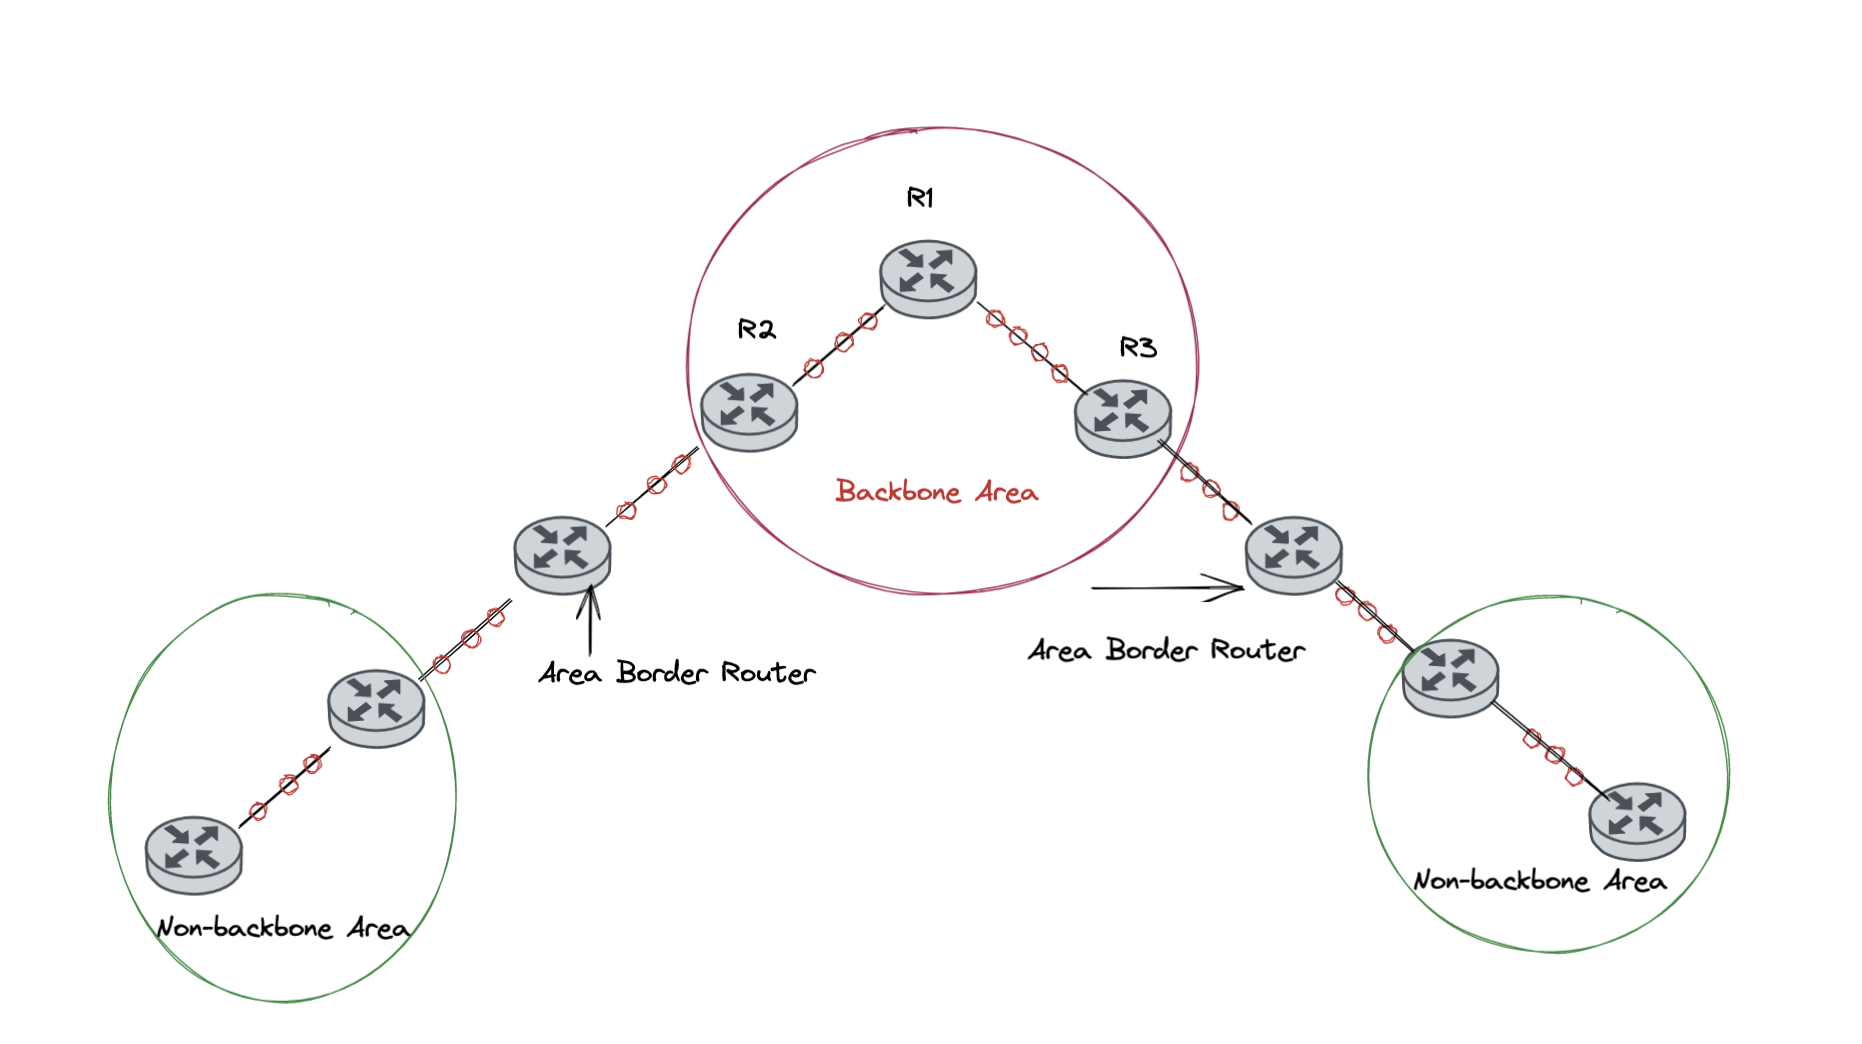 R1
R2
R3
Backbone Area
Area Border Router
Area Border Router
Non-backbone Area
Non-backbone Area